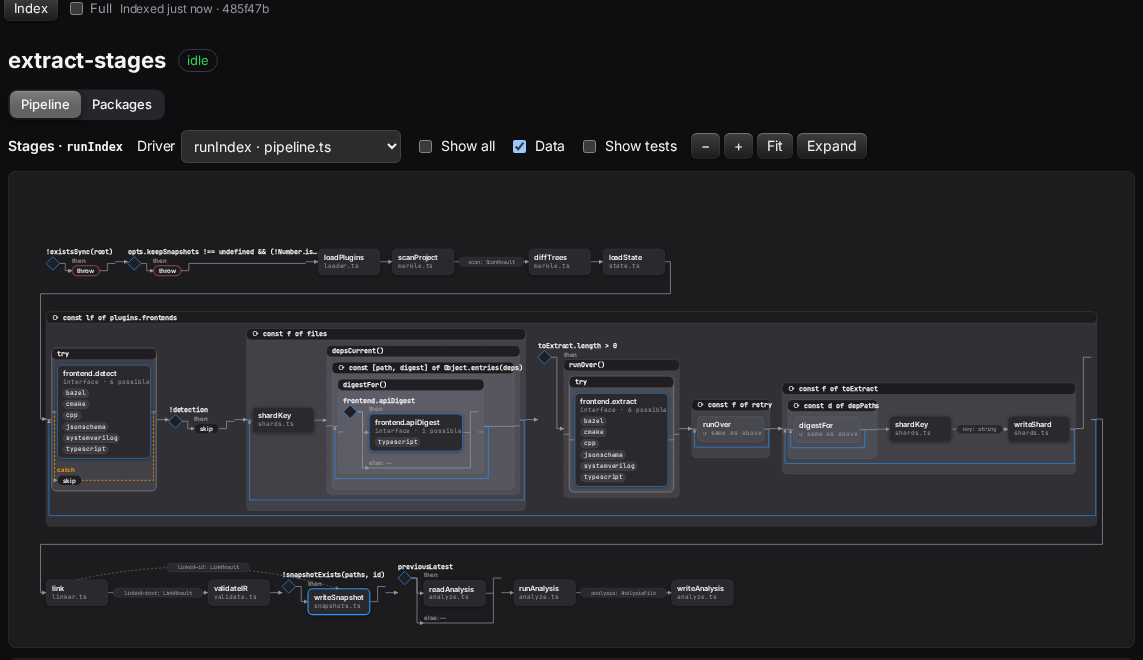 Index Full Indexed just now · 485f47b
extract-stages idle
Pipeline Packages
Stages · runIndex Driver runIndex · pipeline.ts Show all Data Show tests − + Fit Expand
!existsSync(root) opts.keepSnapshots !== undefined && (!Number.is…
then then
throw throw
loadPlugins scanProject diffTrees loadState
loader.ts merkle.ts scan: ScanResult merkle.ts state.ts
const lf of plugins.frontends
try
frontend.detect
interface · 6 possible
bazel
cmake
cpp
jsonschema
systemverilog
typescript
catch
skip
!detection
then
skip
const f of files
shardKey
shards.ts
depsCurrent()
const [path, digest] of Object.entries(deps)
digestFor()
frontend.apiDigest
then
frontend.apiDigest
interface · 1 possible
typescript
else:—
toExtract.length > 0
then
runOver()
try
frontend.extract
interface · 6 possible
bazel
cmake
cpp
jsonschema
systemverilog
typescript
const f of retry
runOver
same as above
const f of toExtract
const d of depPaths
digestFor
same as above
shardKey key: string writeShard
shards.ts shards.ts
link linked-id: LinkResult
linker.ts linked-text: LinkResult
validateIR
validate.ts
!snapshotExists(paths, id)
then
writeSnapshot
snapshots.ts
previousLatest
then
readAnalysis
analyze.ts
else:—
runAnalysis analysis: AnalysisFile writeAnalysis
analyze.ts analyze.ts